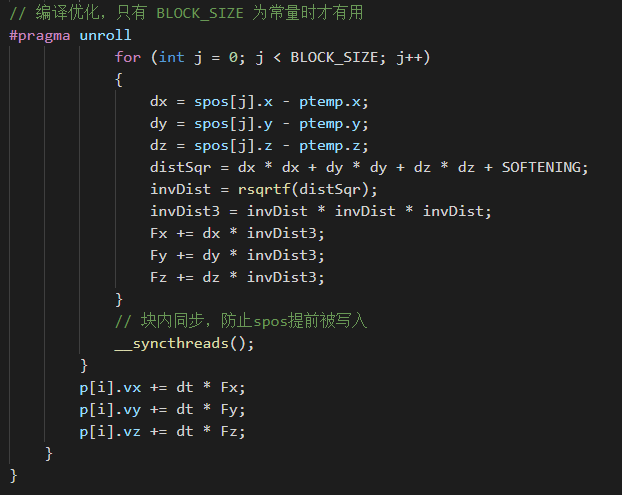 // 编译优化，只有 BLOCK_SIZE 为常量时才有用
#pragma unroll
for (int j = 0; j < BLOCK_SIZE; j++)
{
dx = spos[j].x - ptemp.x;
dy = spos[j].y - ptemp.y;
dz = spos[j].z - ptemp.z;
distSqr = dx * dx + dy * dy + dz * dz + SOFTENING;
invDist = rsqrtf(distSqr);
invDist3 = invDist * invDist * invDist;
Fx += dx * invDist3;
Fy += dy * invDist3;
Fz += dz * invDist3;
}
// 块内同步，防止spos提前被写入
__syncthreads();
}
p[i].vx += dt * Fx;
p[i].vy += dt * Fy;
p[i].vz += dt * Fz;
}
}